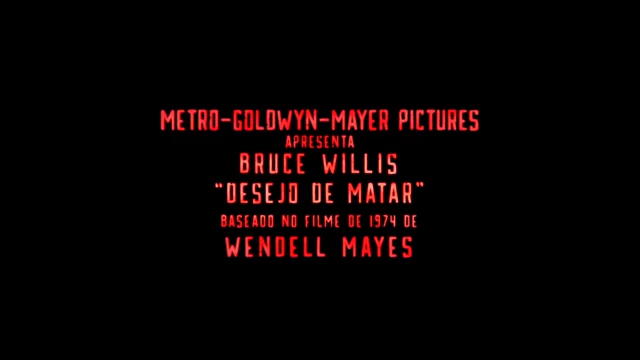 METRO-GOLDWYN-MAYER PICTURES
APRESENTA
BRUCE WILLIS
“DESEJO DE MATAR”
BASEADO NO FILME DE 1974 DE
WENDELL MAYES